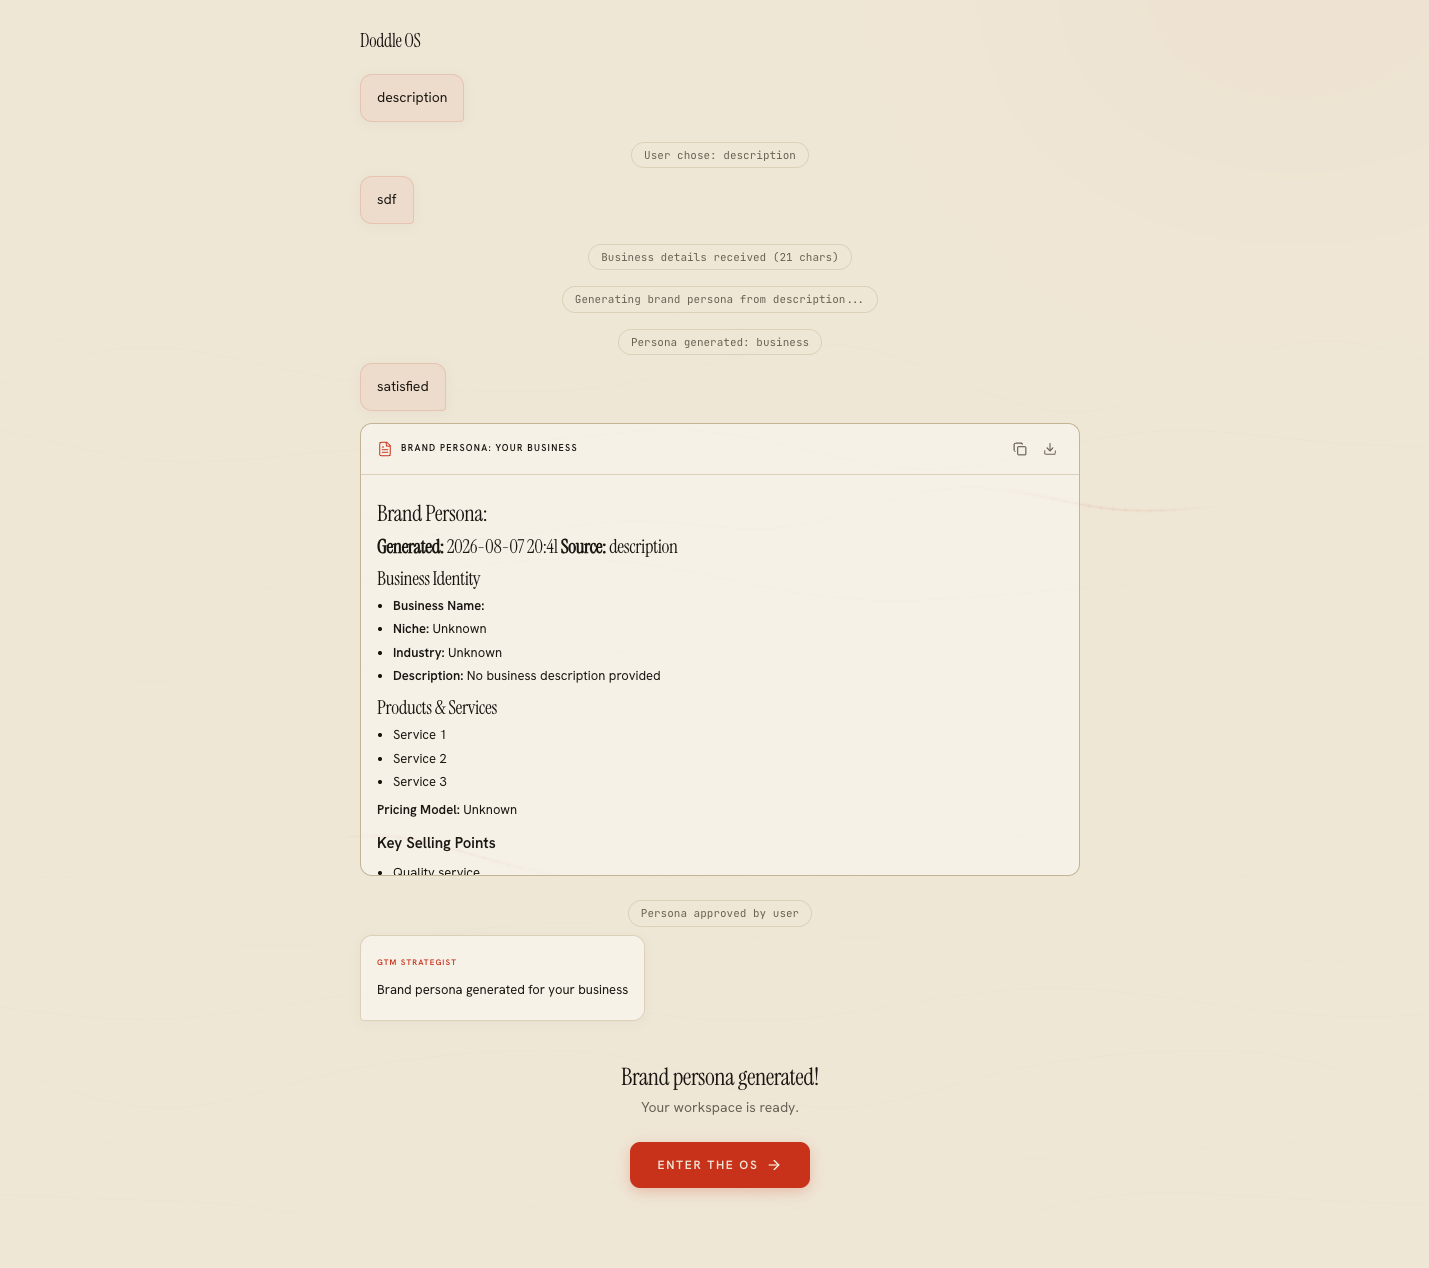 Doddle OS
description
User chose: description
sdf
Business details received (21 chars)
Generating brand persona from description...
Persona generated: business
satisfied
BRAND PERSONA: YOUR BUSINESS
Brand Persona:
Generated: 2026-08-07 20:41 Source: description
Business Identity
• Business Name:
• Niche: Unknown
• Industry: Unknown
• Description: No business description provided
Products & Services
• Service 1
• Service 2
• Service 3
Pricing Model: Unknown
Key Selling Points
• Quality service
Persona approved by user
GTM STRATEGIST
Brand persona generated for your business
Brand persona generated!
Your workspace is ready.
ENTER THE OS →